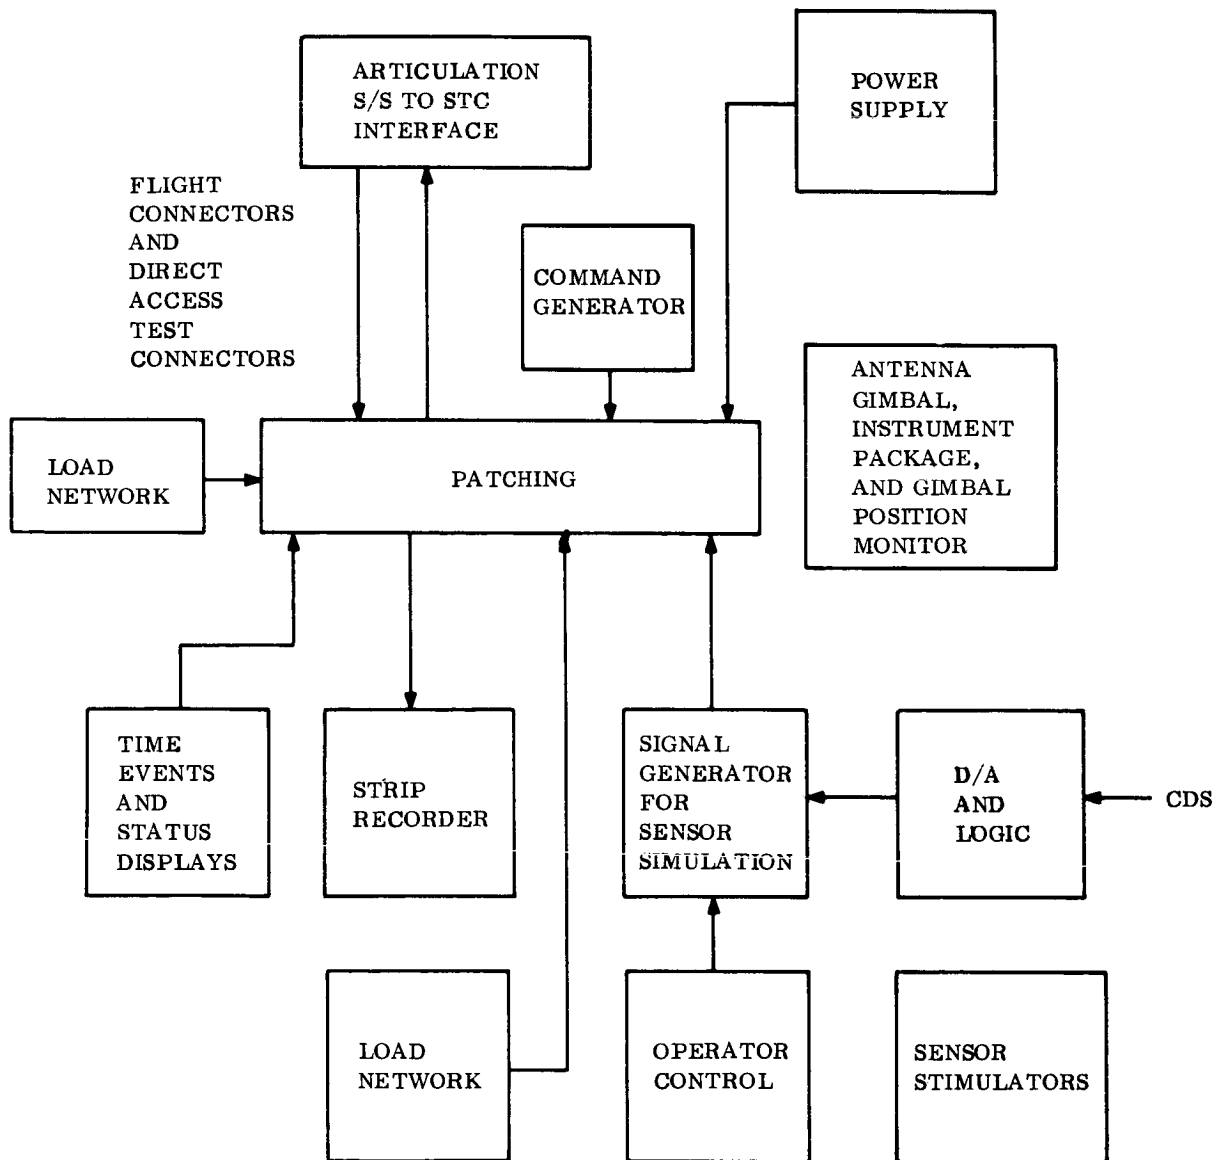 ARTICULATION
S/S TO STC
INTERFACE
POWER
SUPPLY
FLIGHT
CONNECTORS
AND
DIRECT
ACCESS
TEST
CONNECTORS
COMMAND
GENERATOR
ANTENNA
GIMBAL,
INSTRUMENT
PACKAGE,
AND GIMBAL
POSITION
MONITOR
LOAD
NETWORK
PATCHING
TIME
EVENTS
AND
STATUS
DISPLAYS
STRIP
RECORDER
SIGNAL
GENERATOR
FOR
SENSOR
SIMULATION
D/A
AND
LOGIC
CDS
LOAD
NETWORK
OPERATOR
CONTROL
SENSOR
STIMULATORS